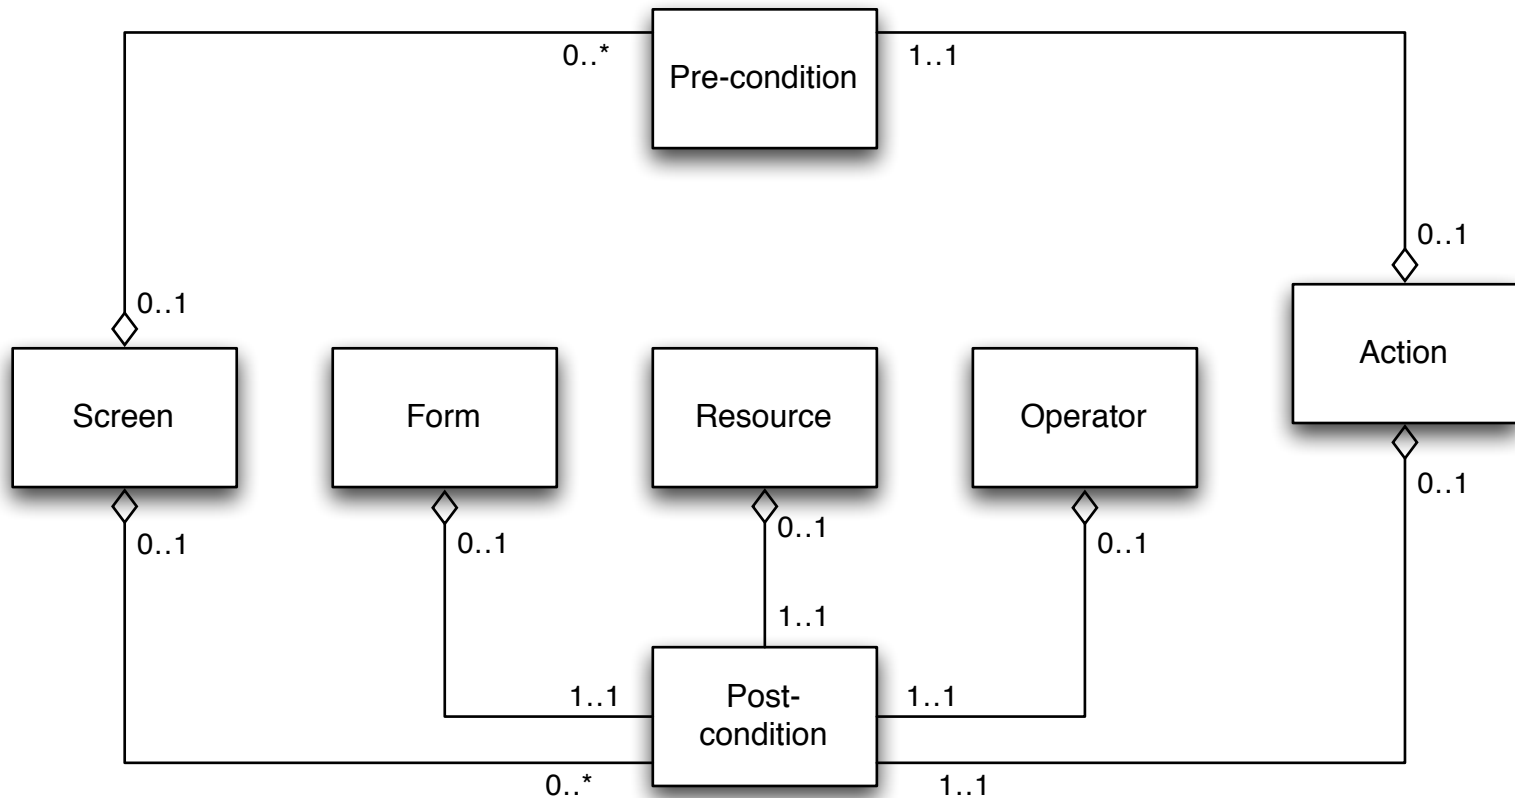 0..*
Pre-condition
1..1
0..1
0..1
Screen
Form
Resource
Operator
Action
0..1
0..1
0..1
0..1
0..1
1..1
1..1
Post-
condition
1..1
0..*
1..1